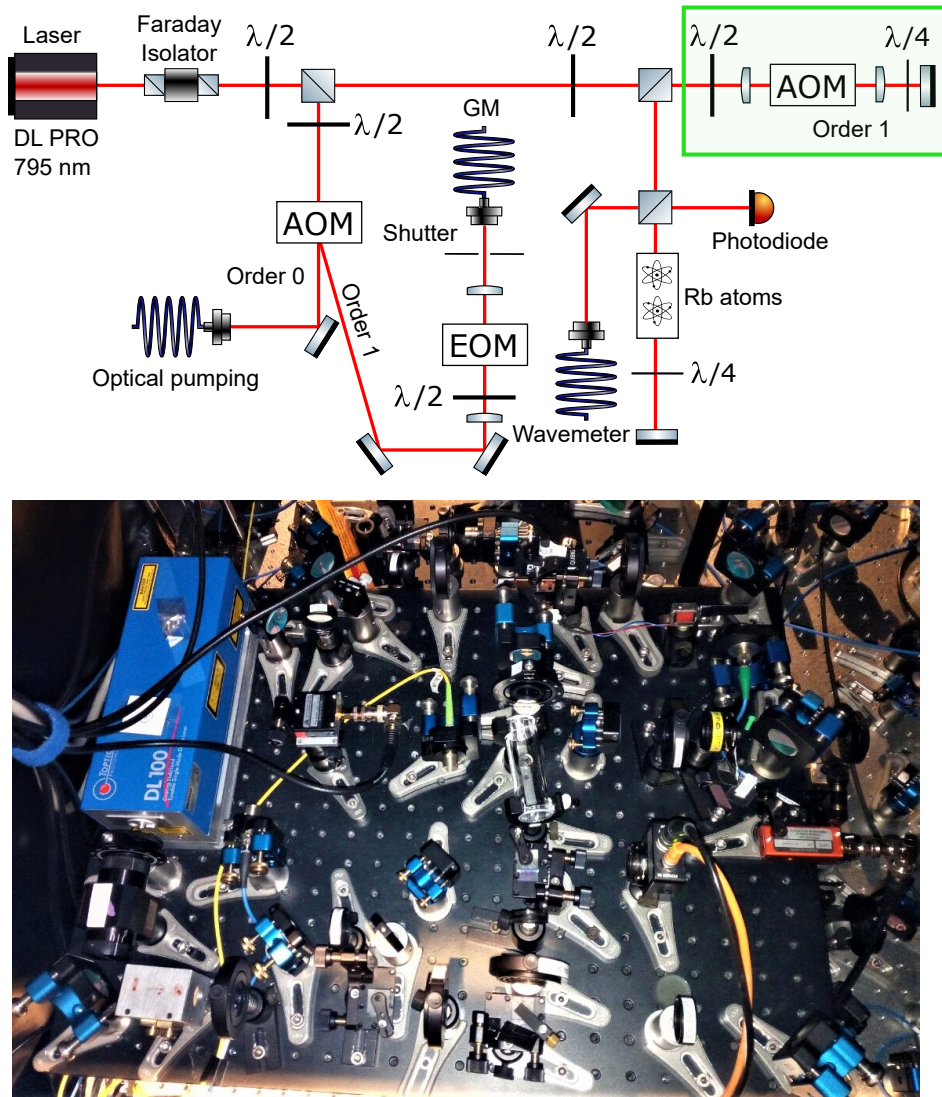 Laser
Faraday
Isolator
λ/2
λ/2
λ/2
λ/4
DL PRO
795 nm
λ/2
GM
AOM
Order 1
AOM
Shutter
Photodiode
Order 0
Order 1
Rb atoms
EOM
Optical pumping
λ/2
λ/4
Wavemeter
DL 100